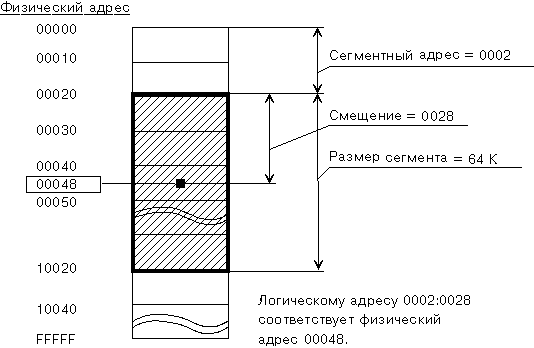 Физический адрес
00000
00010
Сегментный адрес = 0002
00020
Смещение = 0028
00030
Размер сегмента = 64 К
00040
00048
00050
10020
Логическому адресу 0002:0028
10040
соответствует физический
FFFFF
адрес 00048.